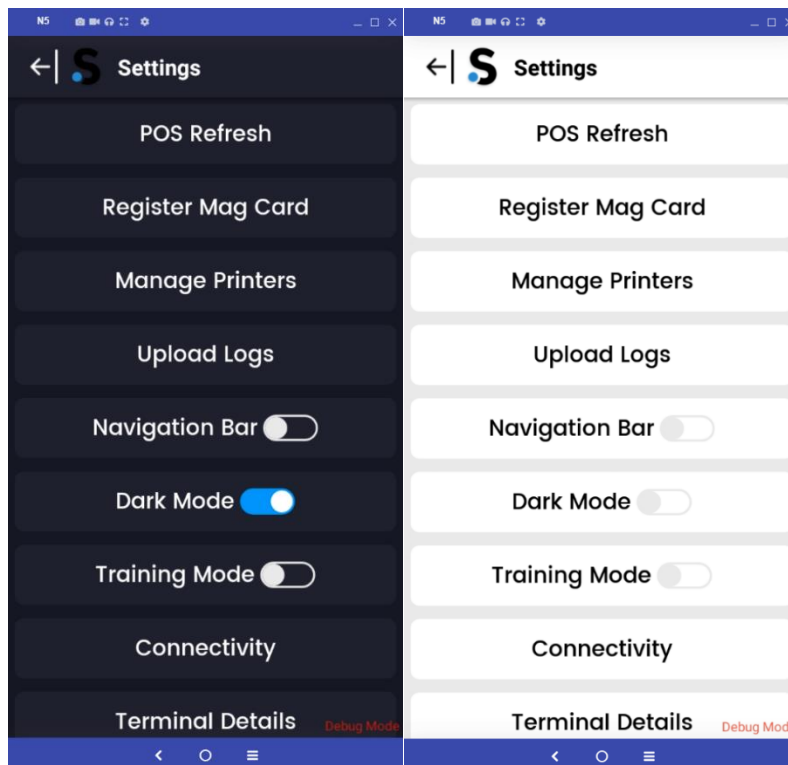 N5
Settings
POS Refresh
Register Mag Card
Manage Printers
Upload Logs
Navigation Bar
Dark Mode
Training Mode
Connectivity
Terminal Details
Debug Mode
N5
S Settings
POS Refresh
Register Mag Card
Manage Printers
Upload Logs
Navigation Bar
Dark Mode
Training Mode
Connectivity
Terminal Details
Debug Mod